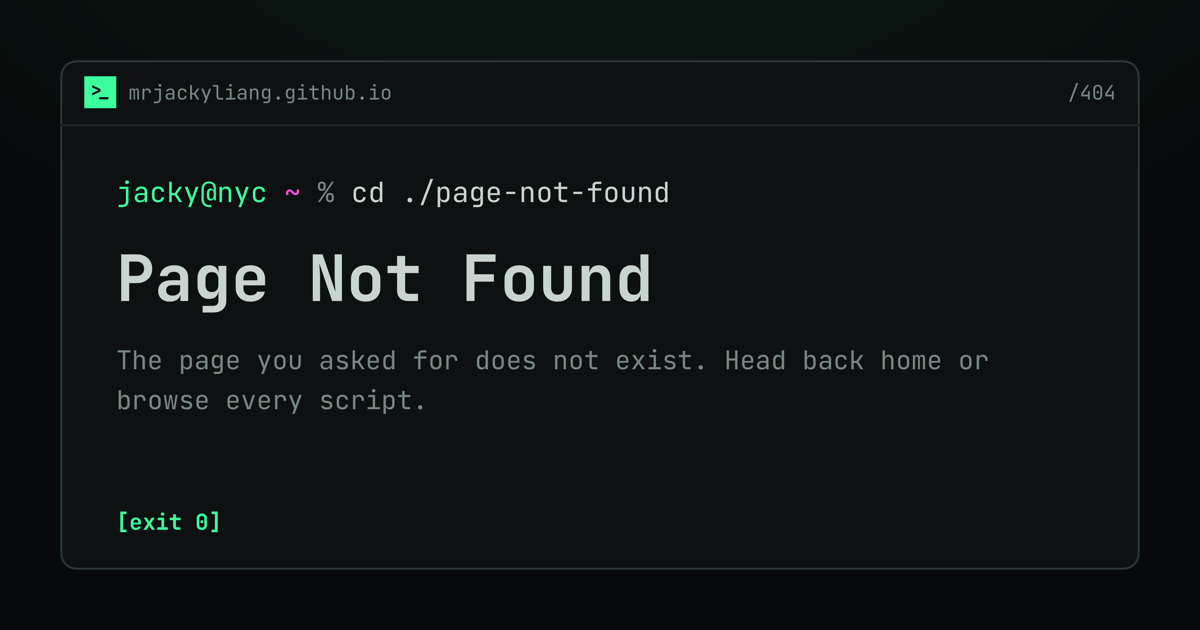 >_ mrjackyliang.github.io /404
jacky@nyc ~ % cd ./page-not-found
Page Not Found
The page you asked for does not exist. Head back home or
browse every script.
[exit 0]